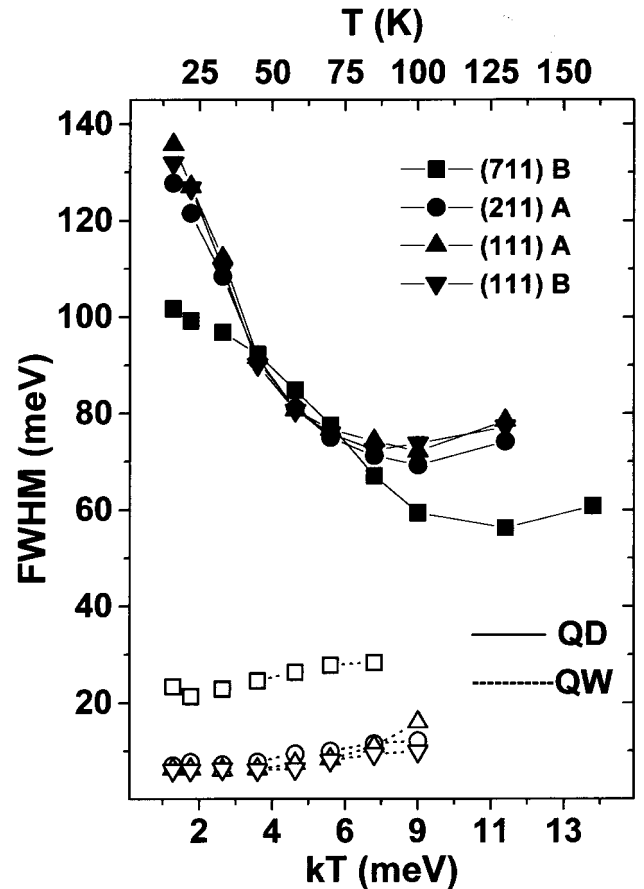 T (K)
25 50 75 100 125 150
140
120
100
80
60
40
20
FWHM (meV)
(711) B
(211) A
(111) A
(111) B
QD
QW
2 4 6 9 11 13
kT (meV)